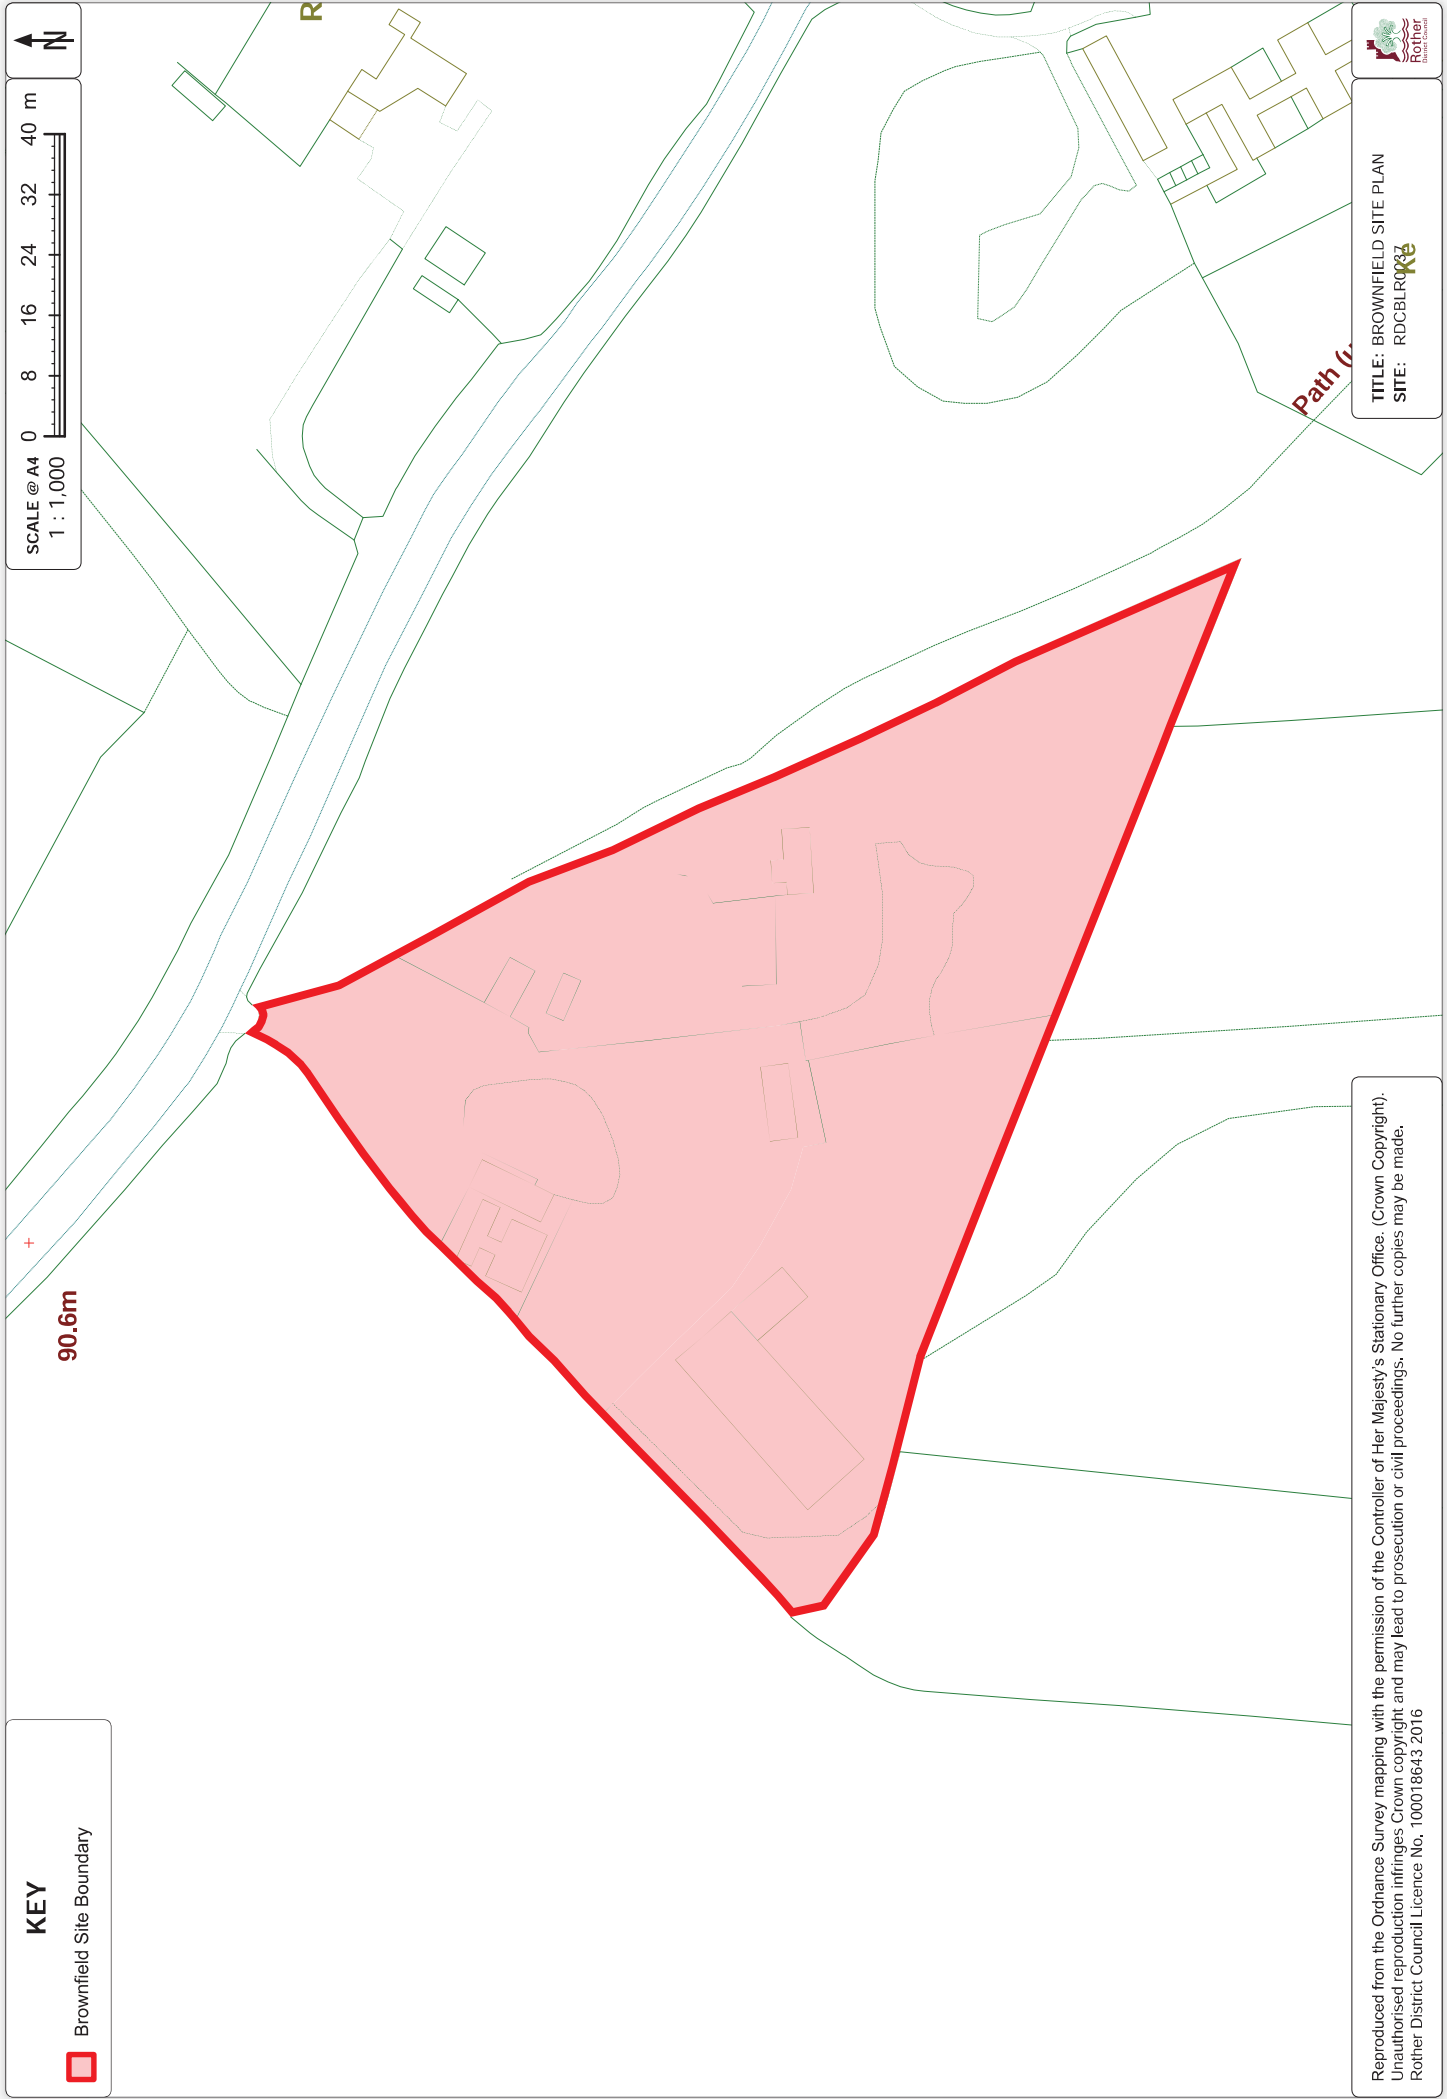 KEY
Brownfield Site Boundary
90.6m
SCALE @ A4
1 : 1,000
0 8 16 24 32 40 m
N
R
Path (u
Ke
Rother
District Council
TITLE: BROWNFIELD SITE PLAN
SITE: RDCBLR0037
Reproduced from the Ordnance Survey mapping with the permission of the Controller of Her Majesty's Stationary Office. (Crown Copyright).
Unauthorised reproduction infringes Crown copyright and may lead to prosecution or civil proceedings. No further copies may be made.
Rother District Council Licence No. 100018643 2016